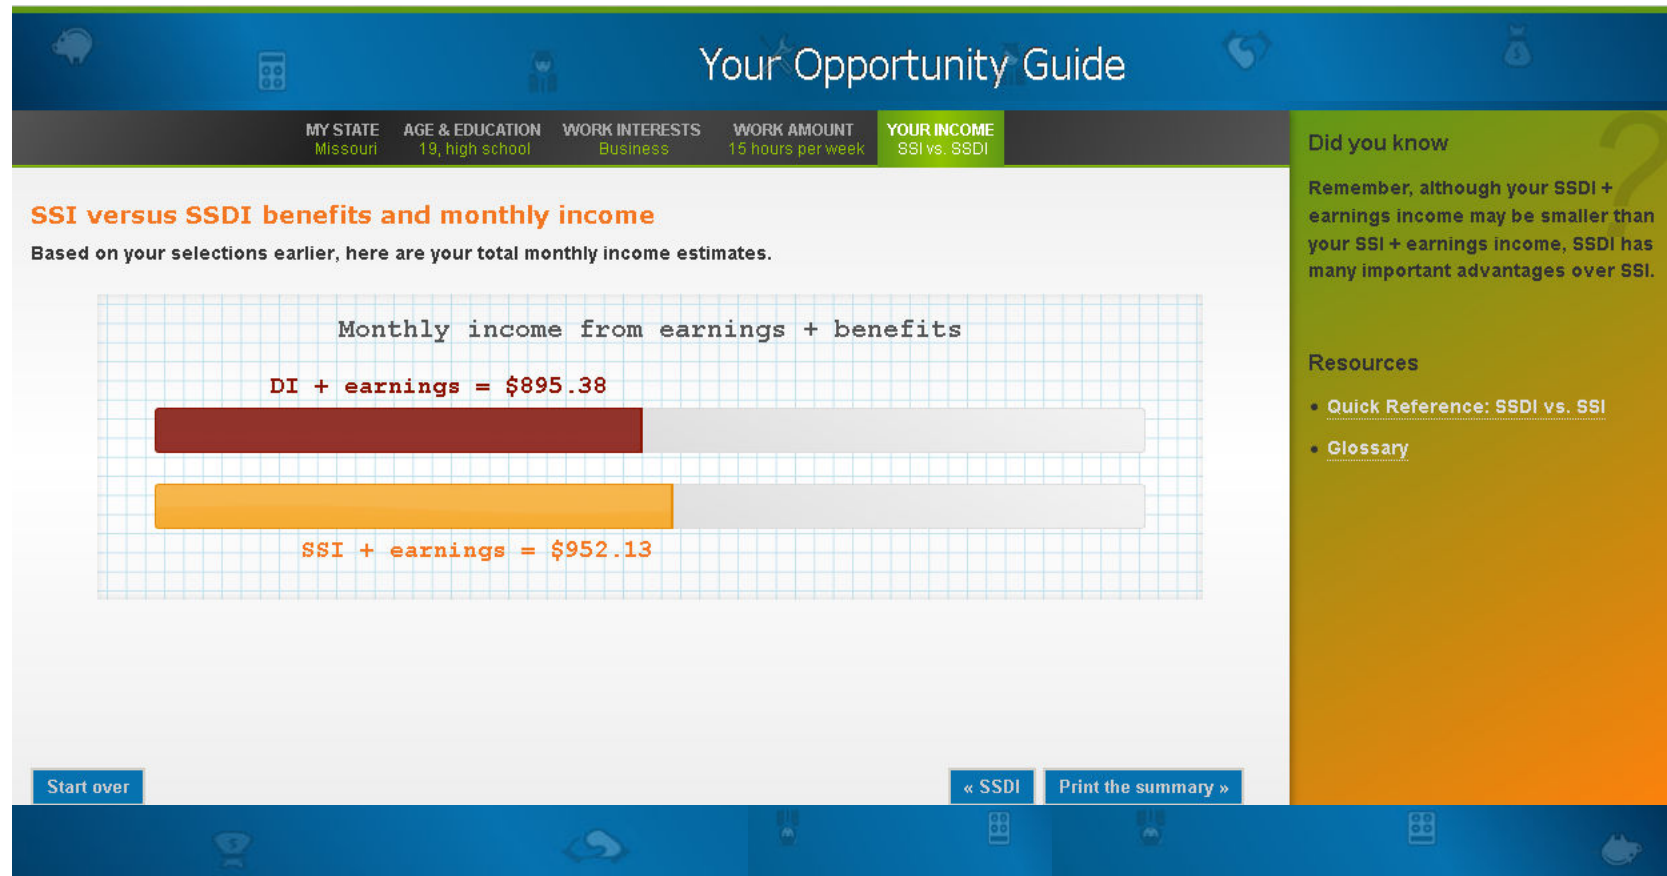 Your Opportunity Guide
MY STATE AGE & EDUCATION WORK INTERESTS WORK AMOUNT YOUR INCOME
Missouri 19, high school Business 15 hours per week SSI vs. SSDI
SSI versus SSDI benefits and monthly income
Based on your selections earlier, here are your total monthly income estimates.
Monthly income from earnings + benefits
DI + earnings = $895.38
SSI + earnings = $952.13
Start over
« SSDI
Print the summary »
?
Did you know
Remember, although your SSDI +
earnings income may be smaller than
your SSI + earnings income, SSDI has
many important advantages over SSI.
Resources
• Quick Reference: SSDI vs. SSI
• Glossary